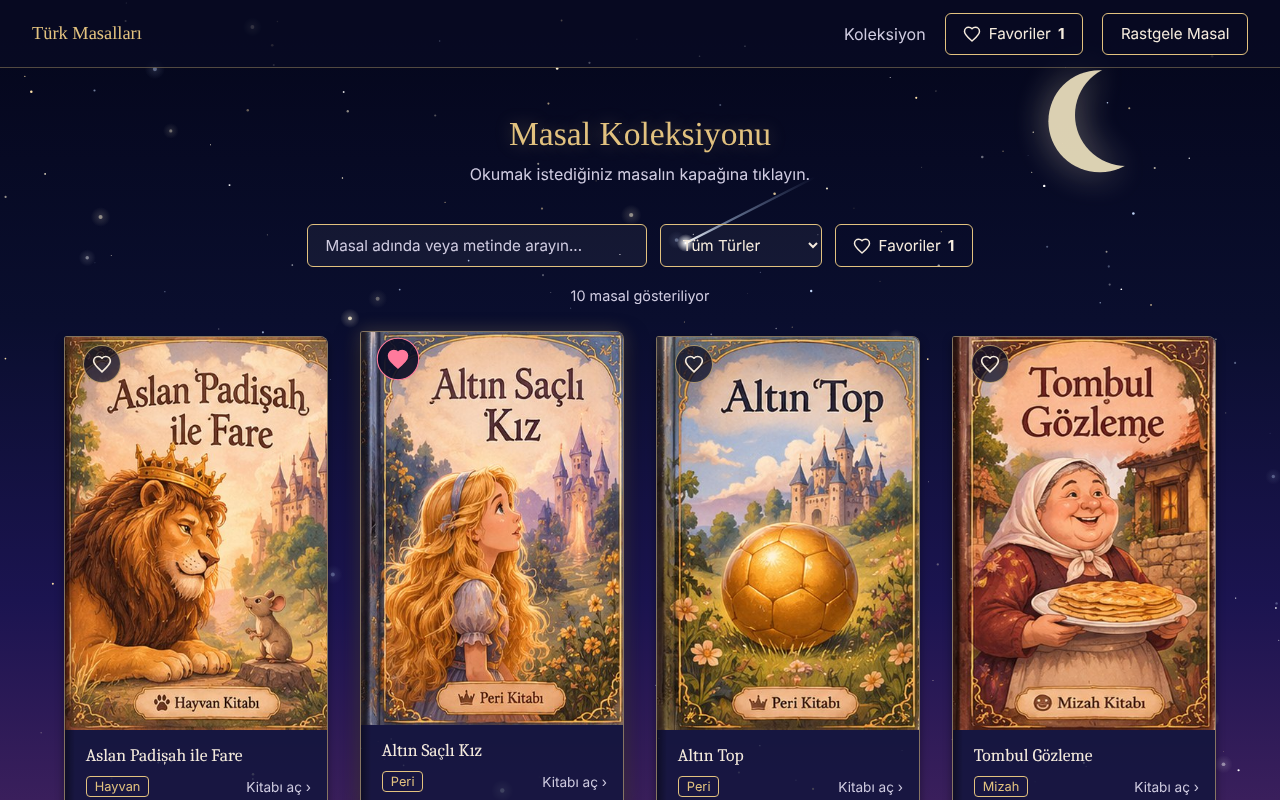 Türk Masalları
Koleksiyon
Favoriler 1
Rastgele Masal
Masal Koleksiyonu
Okumak istediğiniz masalın kapağına tıklayın.
Masal adında veya metinde arayın...
Tüm Türler
Favoriler 1
10 masal gösteriliyor
Aslan Padişah
ile Fare
Hayvan Kitabı
Aslan Padişah ile Fare
Hayvan
Kitabı aç ›
Altın Saçlı
Kız
Peri Kitabı
Altın Saçlı Kız
Peri
Kitabı aç ›
Altın Top
Peri Kitabı
Altın Top
Peri
Kitabı aç ›
Tombul
Gözleme
Mizah Kitabı
Tombul Gözleme
Mizah
Kitabı aç ›